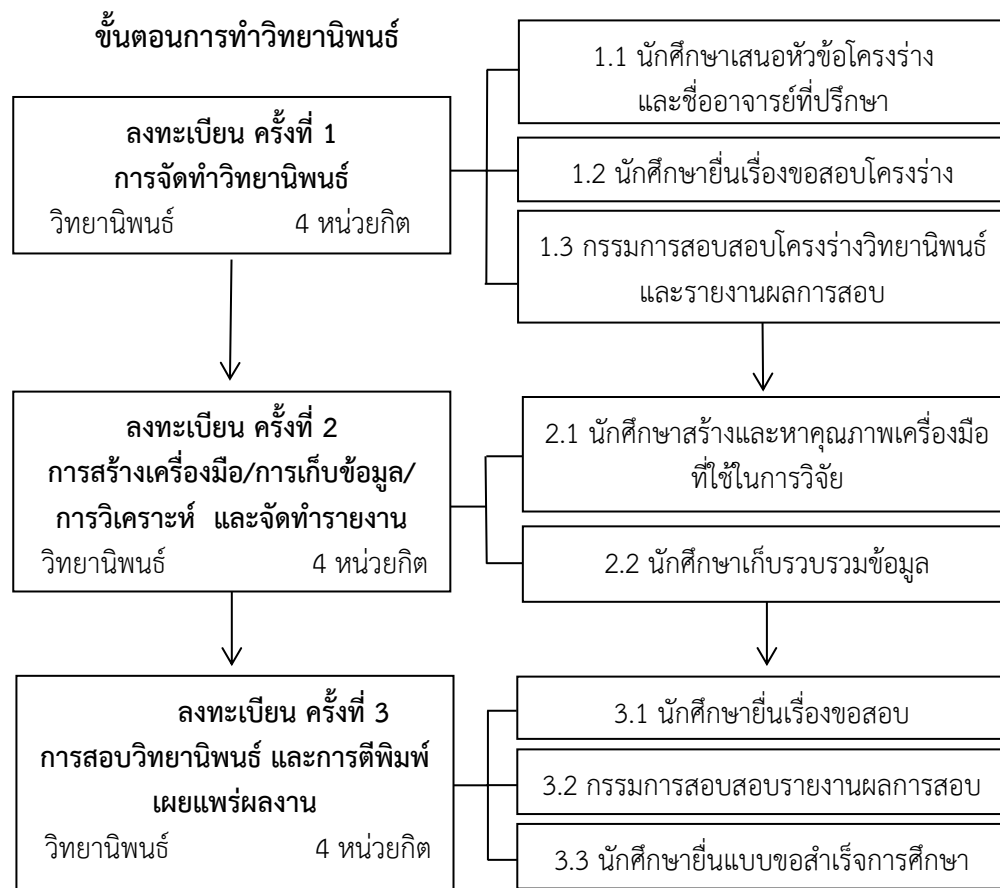 ขั้นตอนการทำวิทยานิพนธ์
ลงทะเบียน ครั้งที่ 1
การจัดทำวิทยานิพนธ์
วิทยานิพนธ์ 4 หน่วยกิต
1.1 นักศึกษาเสนอหัวข้อโครงร่าง
และชื่ออาจารย์ที่ปรึกษา
1.2 นักศึกษายื่นเรื่องขอสอบโครงร่าง
1.3 กรรมการสอบสอบโครงร่างวิทยานิพนธ์
และรายงานผลการสอบ
ลงทะเบียน ครั้งที่ 2
การสร้างเครื่องมือ/การเก็บข้อมูล/
การวิเคราะห์ และจัดทำรายงาน
วิทยานิพนธ์ 4 หน่วยกิต
2.1 นักศึกษาสร้างและหาคุณภาพเครื่องมือ
ที่ใช้ในการวิจัย
2.2 นักศึกษาเก็บรวบรวมข้อมูล
ลงทะเบียน ครั้งที่ 3
การสอบวิทยานิพนธ์ และการตีพิมพ์
เผยแพร่ผลงาน
วิทยานิพนธ์ 4 หน่วยกิต
3.1 นักศึกษายื่นเรื่องขอสอบ
3.2 กรรมการสอบสอบรายงานผลการสอบ
3.3 นักศึกษายื่นแบบขอสำเร็จการศึกษา